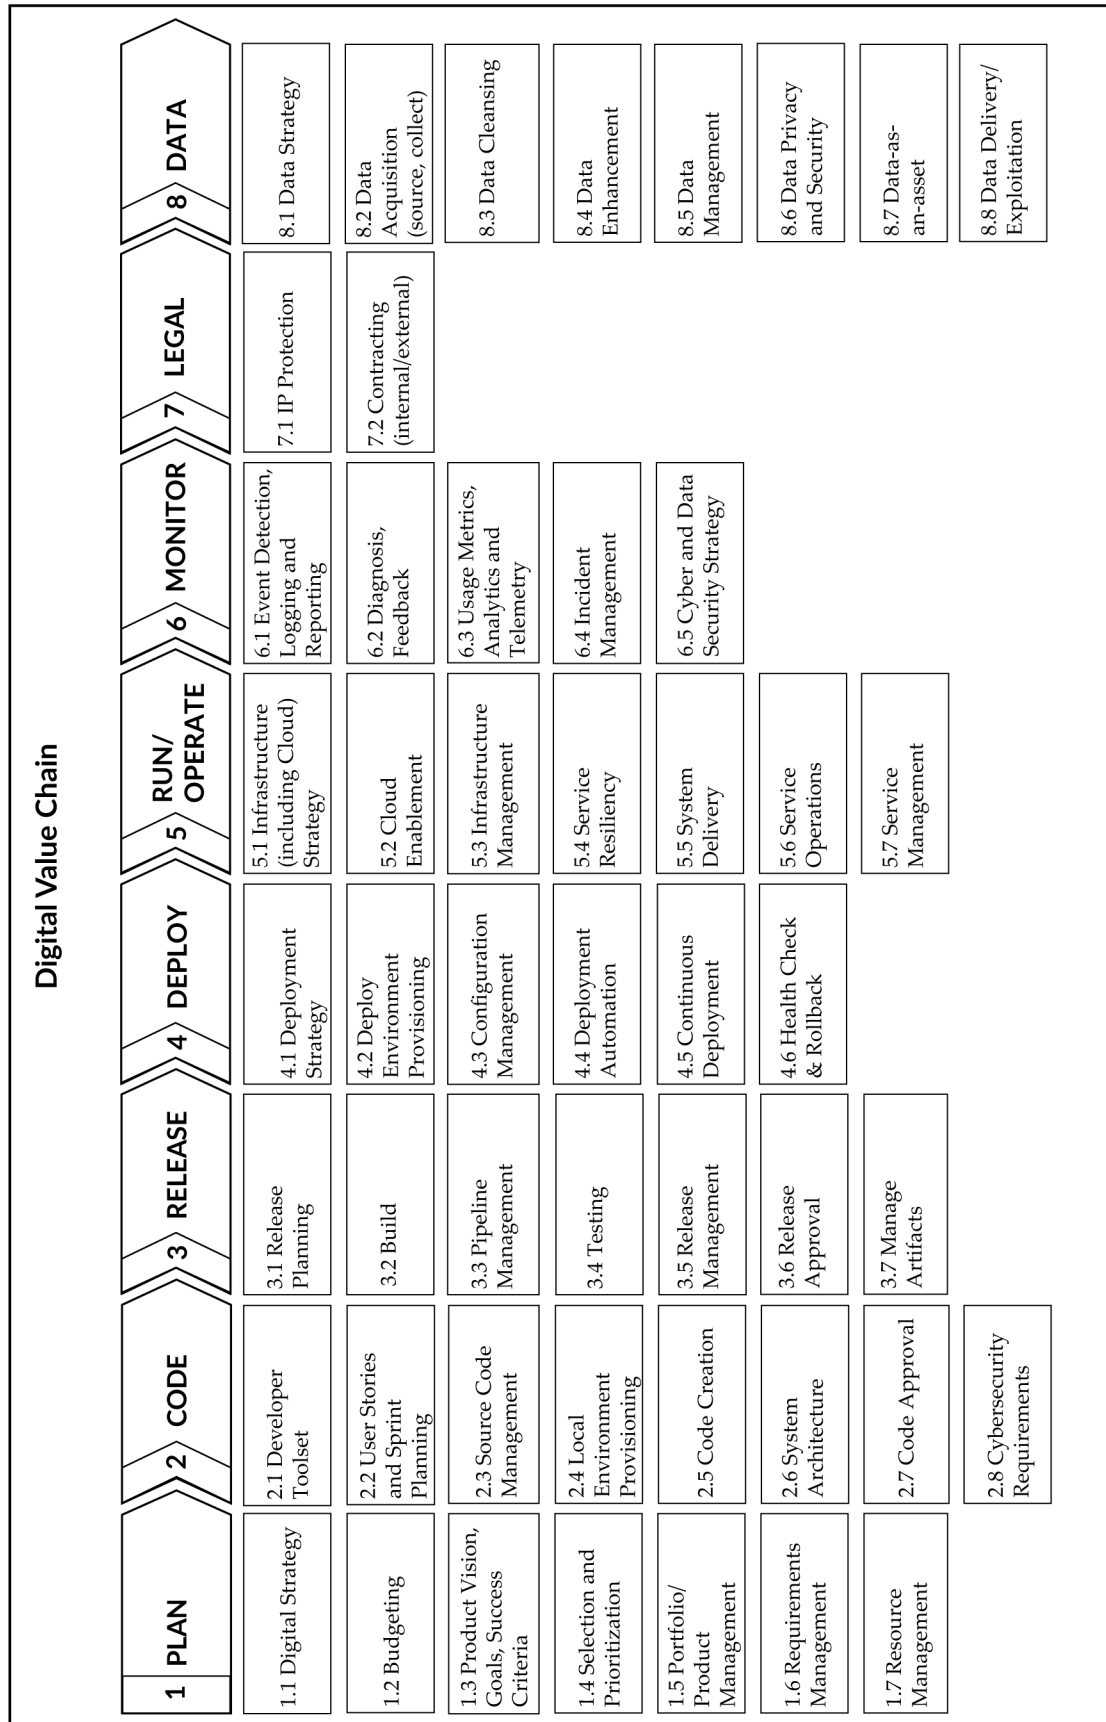 Digital Value Chain
1 PLAN
1.1 Digital Strategy
1.2 Budgeting
1.3 Product Vision,
Goals, Success
Criteria
1.4 Selection and
Prioritization
1.5 Portfolio/
Product
Management
1.6 Requirements
Management
1.7 Resource
Management
2 CODE
2.1 Developer
Toolset
2.2 User Stories
and Sprint
Planning
2.3 Source Code
Management
2.4 Local
Environment
Provisioning
2.5 Code Creation
2.6 System
Architecture
2.7 Code Approval
2.8 Cybersecurity
Requirements
3 RELEASE
3.1 Release
Planning
3.2 Build
3.3 Pipeline
Management
3.4 Testing
3.5 Release
Management
3.6 Release
Approval
3.7 Manage
Artifacts
4 DEPLOY
4.1 Deployment
Strategy
4.2 Deploy
Environment
Provisioning
4.3 Configuration
Management
4.4 Deployment
Automation
4.5 Continuous
Deployment
4.6 Health Check
& Rollback
5 RUN/
OPERATE
5.1 Infrastructure
(including Cloud)
Strategy
5.2 Cloud
Enablement
5.3 Infrastructure
Management
5.4 Service
Resiliency
5.5 System
Delivery
5.6 Service
Operations
5.7 Service
Management
6 MONITOR
6.1 Event Detection,
Logging and
Reporting
6.2 Diagnosis,
Feedback
6.3 Usage Metrics,
Analytics and
Telemetry
6.4 Incident
Management
6.5 Cyber and Data
Security Strategy
7 LEGAL
7.1 IP Protection
7.2 Contracting
(internal/external)
8 DATA
8.1 Data Strategy
8.2 Data
Acquisition
(source, collect)
8.3 Data Cleansing
8.4 Data
Enhancement
8.5 Data
Management
8.6 Data Privacy
and Security
8.7 Data-as-
an-asset
8.8 Data Delivery/
Exploitation